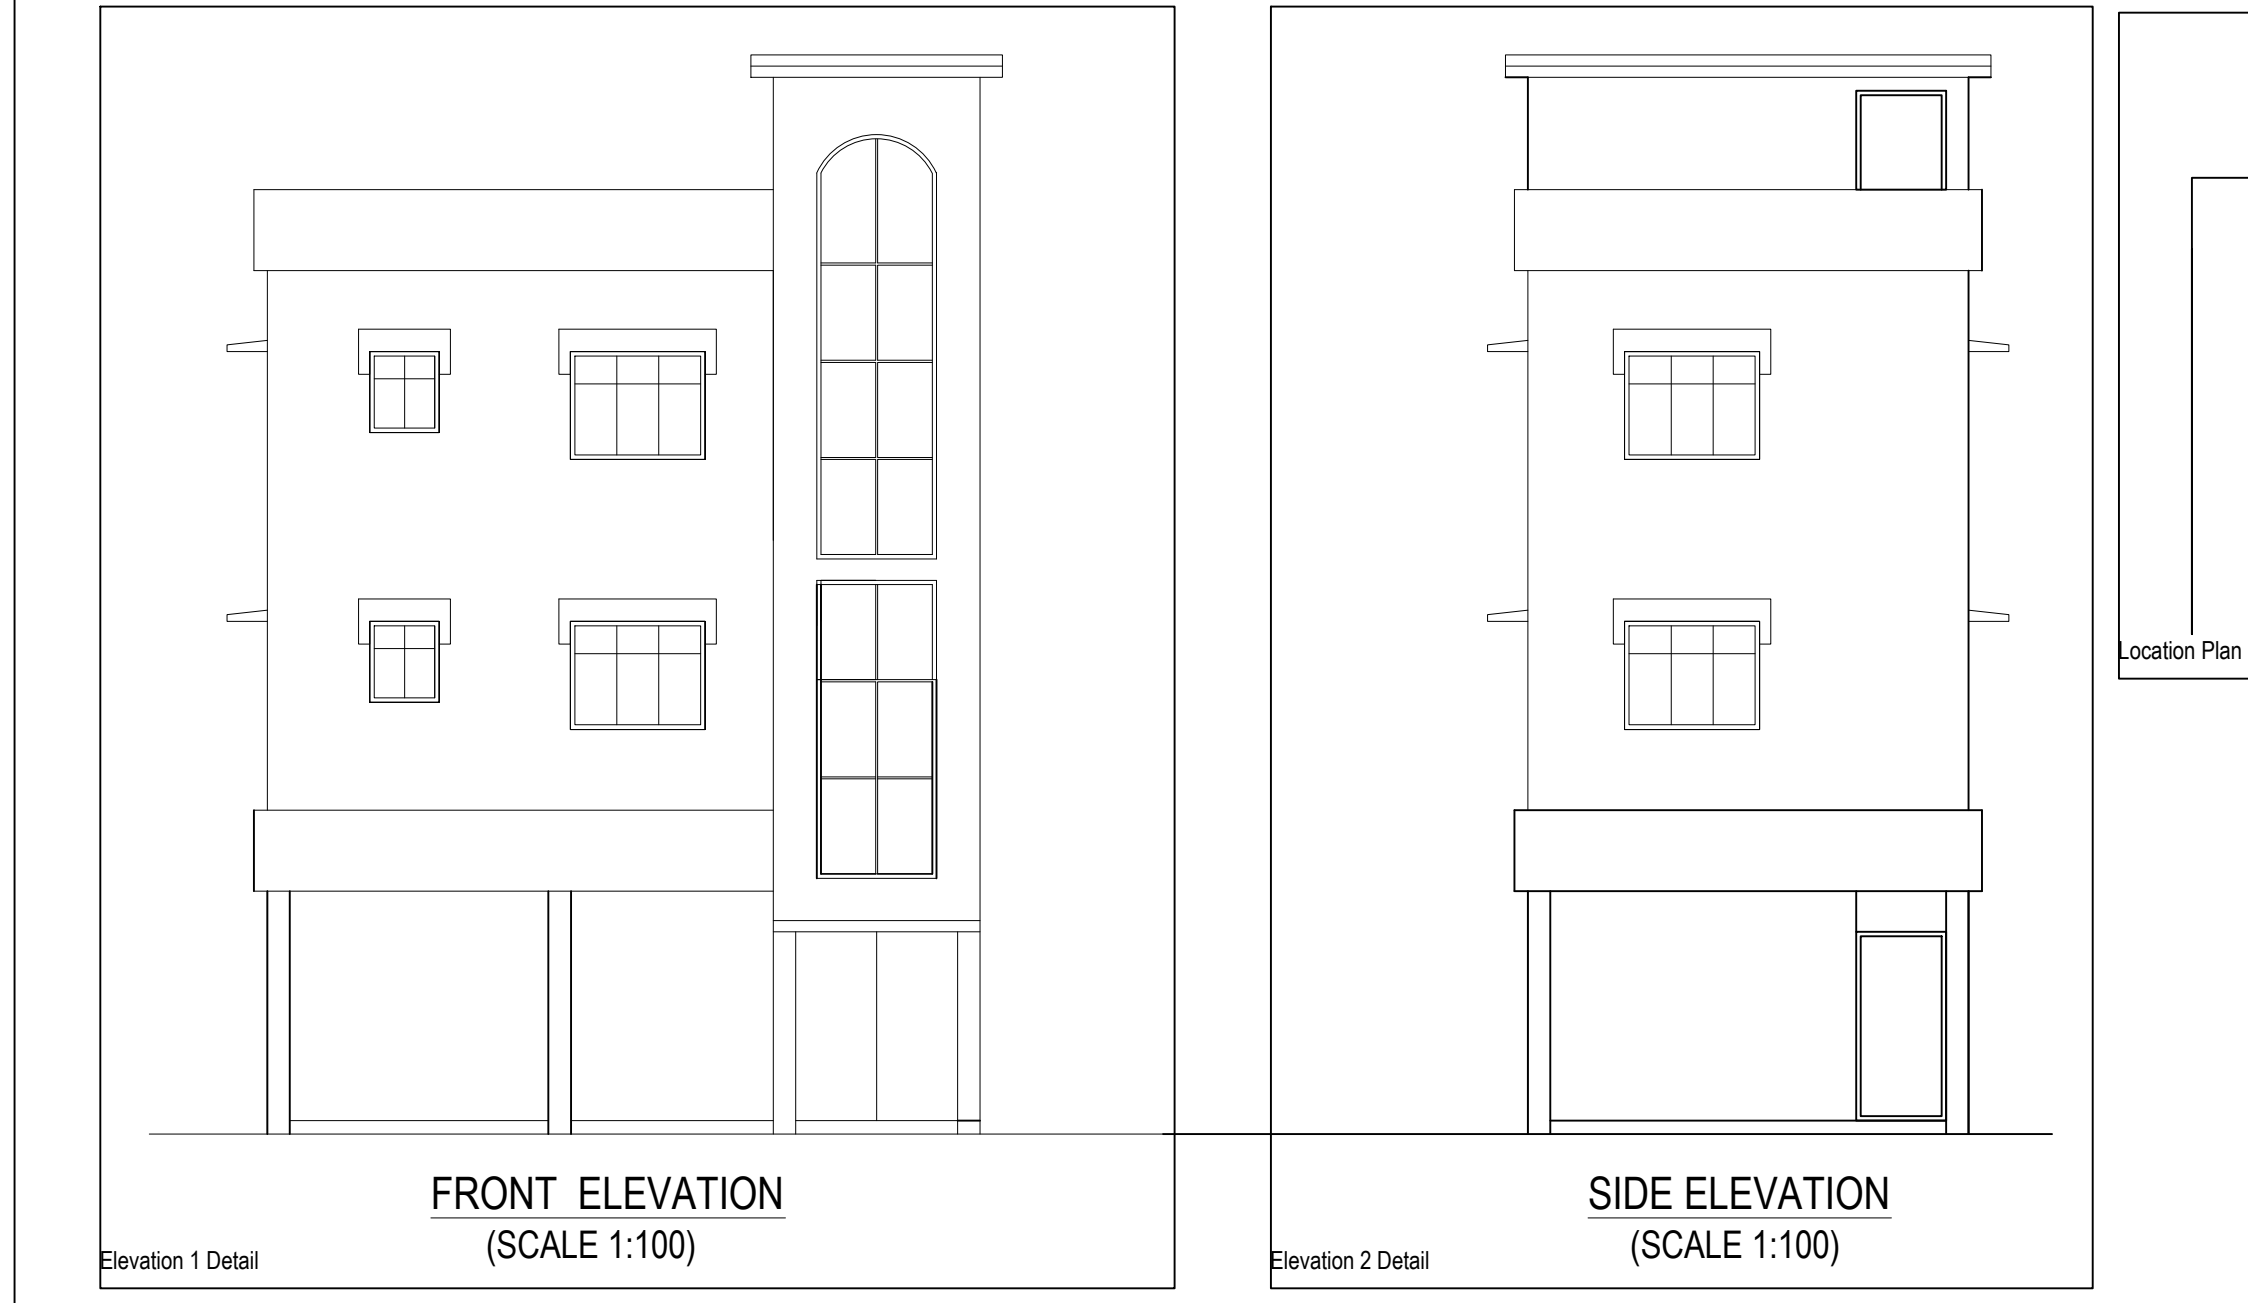 FRONT ELEVATION
(SCALE 1:100)
Elevation 1 Detail
SIDE ELEVATION
(SCALE 1:100)
Elevation 2 Detail
Location Plan